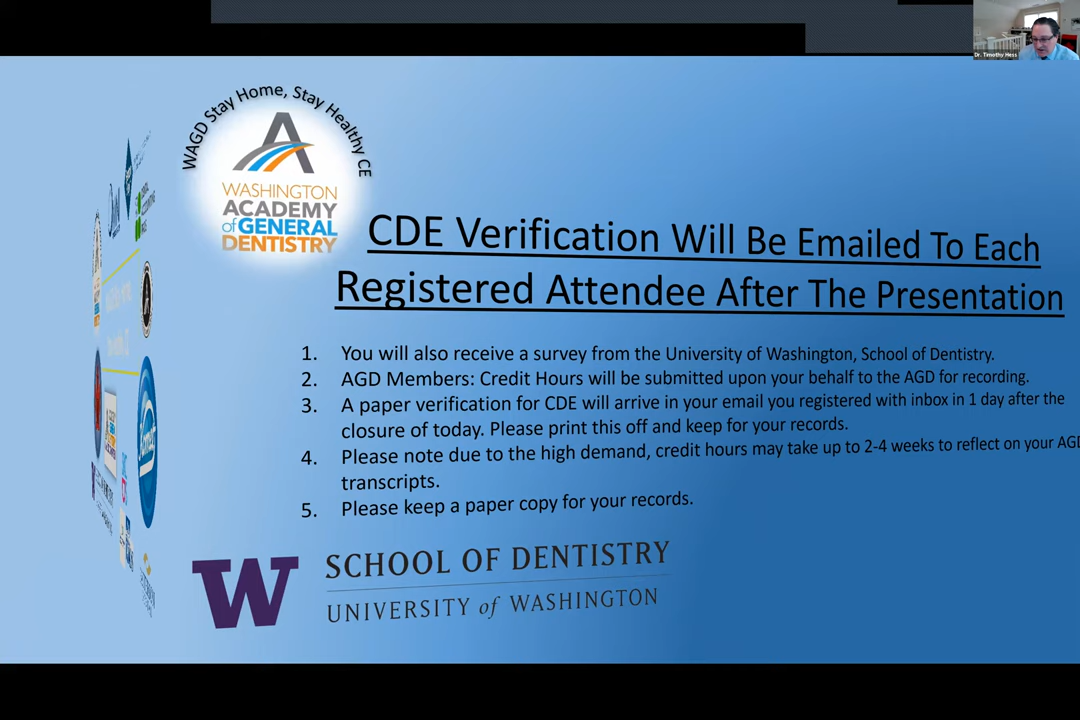 Dr. Timothy Hess
WAGD Stay Home, Stay Healthy CE
WASHINGTON
ACADEMY
of GENERAL
DENTISTRY
CDE Verification Will Be Emailed To Each
Registered Attendee After The Presentation
1. You will also receive a survey from the University of Washington, School of Dentistry.
2. AGD Members: Credit Hours will be submitted upon your behalf to the AGD for recording.
3. A paper verification for CDE will arrive in your email you registered with inbox in 1 day after the
closure of today. Please print this off and keep for your records.
4. Please note due to the high demand, credit hours may take up to 2-4 weeks to reflect on your AGD
transcripts.
5. Please keep a paper copy for your records.
W SCHOOL OF DENTISTRY
UNIVERSITY of WASHINGTON